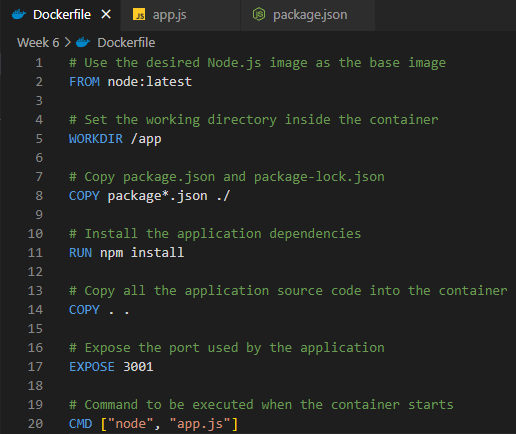 Dockerfile
app.js
package.json
Week 6 > Dockerfile
1 # Use the desired Node.js image as the base image
2 FROM node:latest
3
4 # Set the working directory inside the container
5 WORKDIR /app
6
7 # Copy package.json and package-lock.json
8 COPY package*.json ./
9
10 # Install the application dependencies
11 RUN npm install
12
13 # Copy all the application source code into the container
14 COPY . .
15
16 # Expose the port used by the application
17 EXPOSE 3001
18
19 # Command to be executed when the container starts
20 CMD ["node", "app.js"]